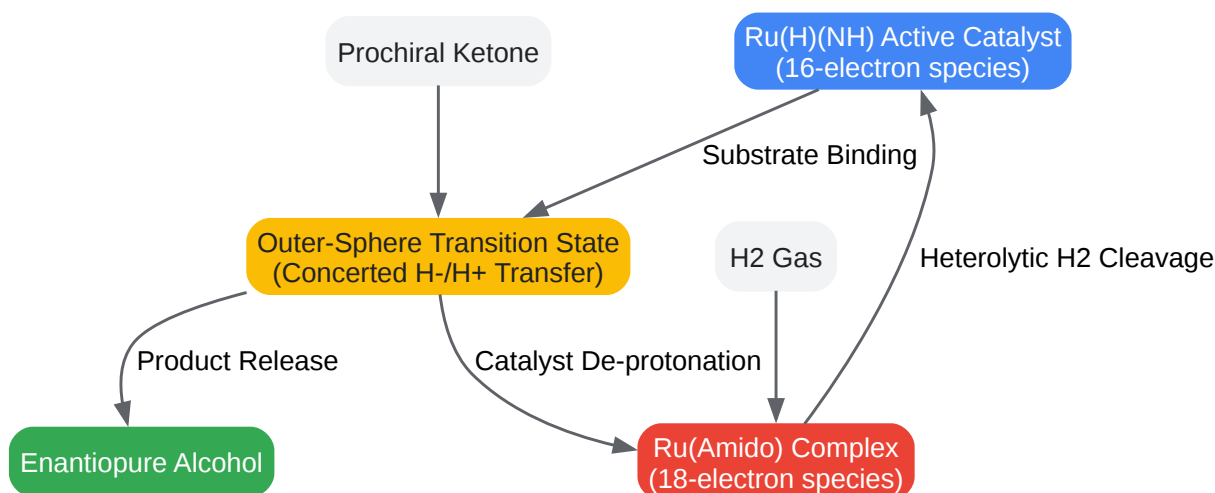 Prochiral Ketone
Ru(H)(NH) Active Catalyst
(16-electron species)
Substrate Binding
Outer-Sphere Transition State
(Concerted H-/H+ Transfer)
H2 Gas
Heterolytic H2 Cleavage
Product Release
Catalyst De-protonation
Enantiopure Alcohol
Ru(Amido) Complex
(18-electron species)